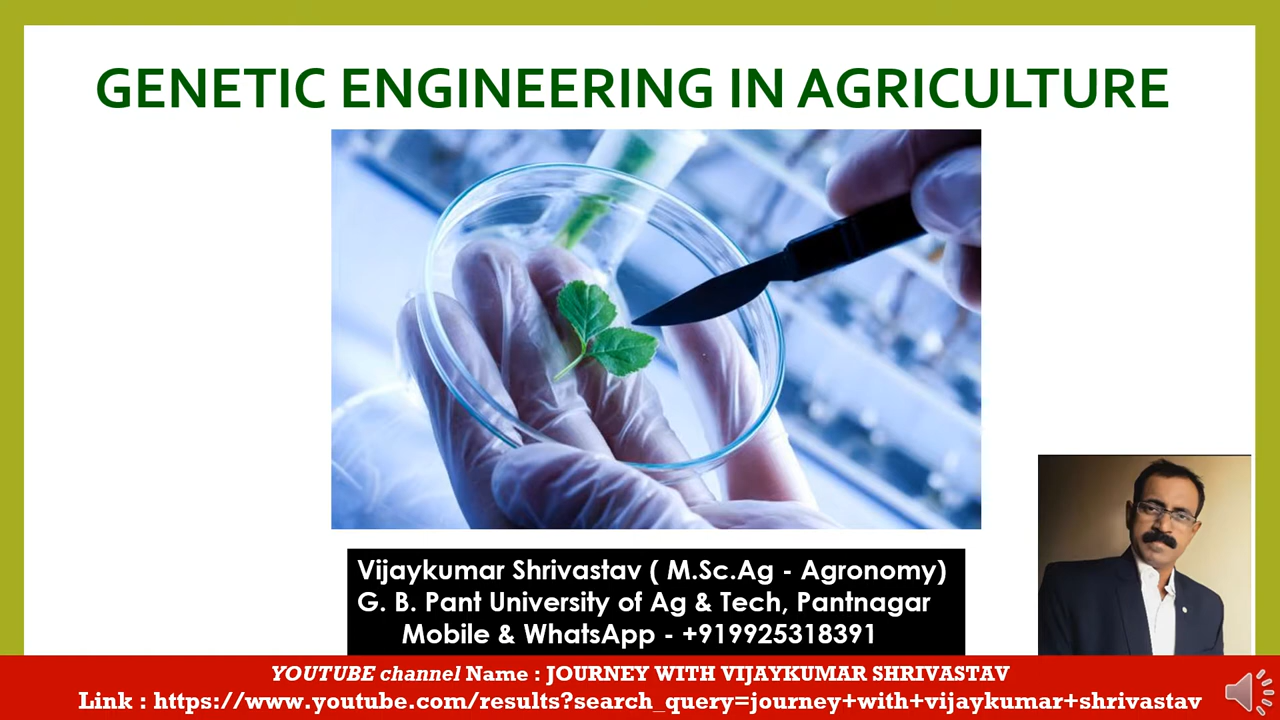 GENETIC ENGINEERING IN AGRICULTURE
Vijaykumar Shrivastav ( M.Sc.Ag - Agronomy)
G. B. Pant University of Ag & Tech, Pantnagar
Mobile & WhatsApp - +919925318391
YOUTUBE channel Name : JOURNEY WITH VIJAYKUMAR SHRIVASTAV
Link : https://www.youtube.com/results?search_query=journey+with+vijaykumar+shrivastav